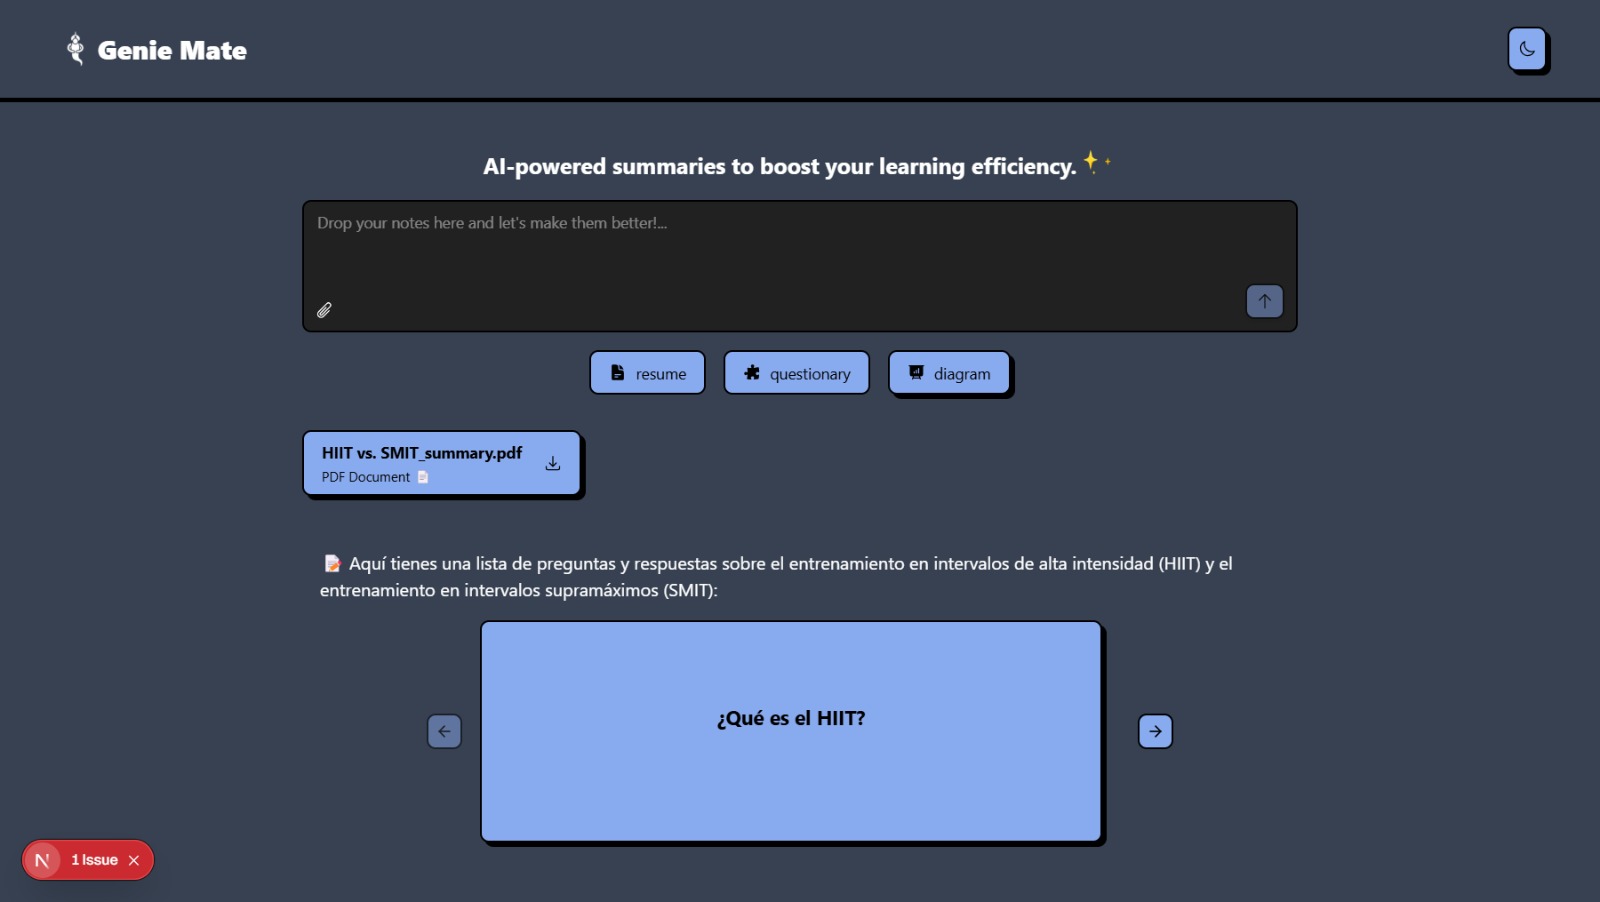 Genie Mate
AI-powered summaries to boost your learning efficiency.
Drop your notes here and let's make them better!...
resume
questionary
diagram
HIIT vs. SMIT_summary.pdf
PDF Document
Aquí tienes una lista de preguntas y respuestas sobre el entrenamiento en intervalos de alta intensidad (HIIT) y el
entrenamiento en intervalos supramáximos (SMIT):
¿Qué es el HIIT?
N 1 Issue